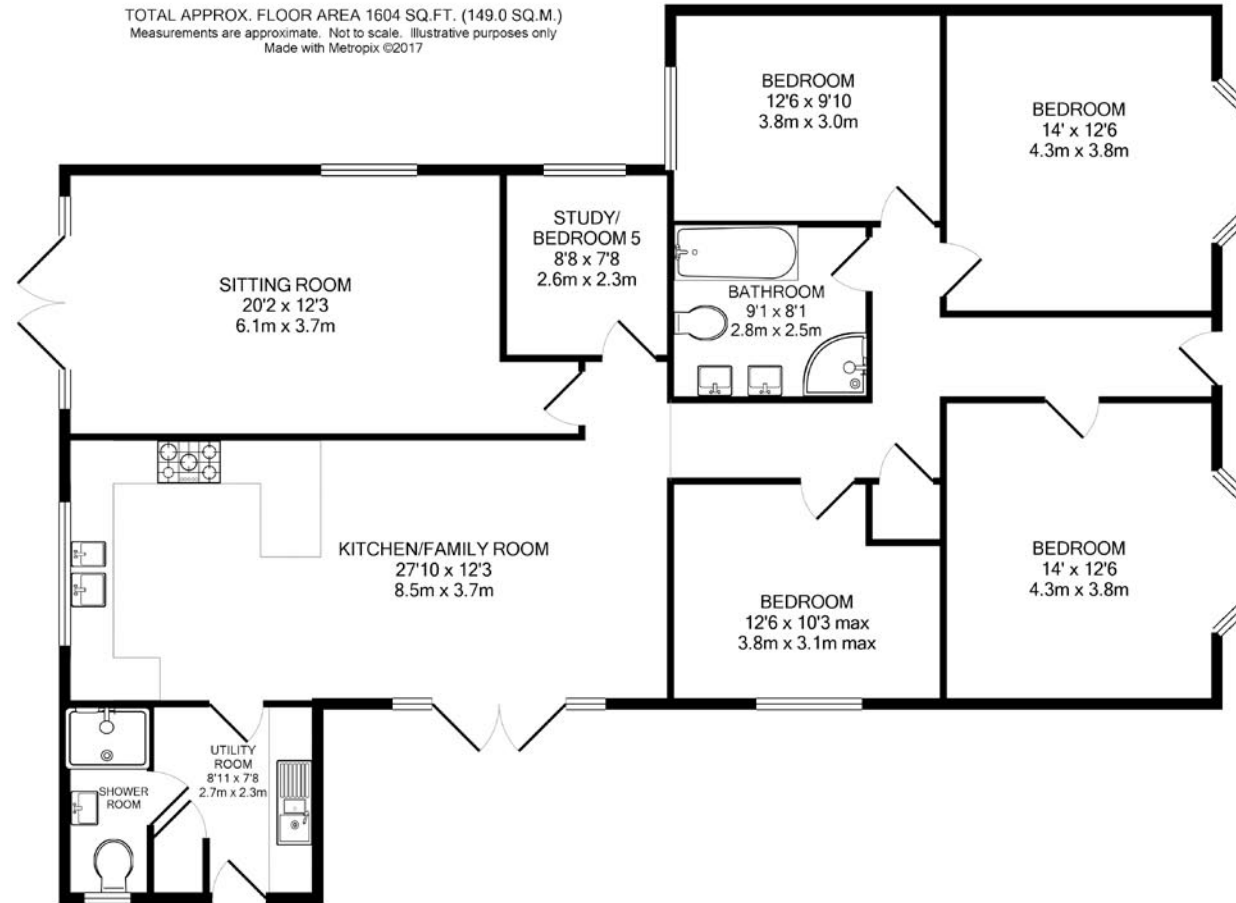 TOTAL APPROX. FLOOR AREA 1604 SQ.FT. (149.0 SQ.M.)
Measurements are approximate. Not to scale. Illustrative purposes only
Made with Metropix ©2017
BEDROOM
12'6 x 9'10
3.8m x 3.0m
BEDROOM
14' x 12'6
4.3m x 3.8m
STUDY/
BEDROOM 5
8'8 x 7'8
2.6m x 2.3m
SITTING ROOM
20'2 x 12'3
6.1m x 3.7m
BATHROOM
9'1 x 8'1
2.8m x 2.5m
KITCHEN/FAMILY ROOM
27'10 x 12'3
8.5m x 3.7m
BEDROOM
14' x 12'6
4.3m x 3.8m
BEDROOM
12'6 x 10'3 max
3.8m x 3.1m max
UTILITY
ROOM
8'11 x 7'8
2.7m x 2.3m
SHOWER
ROOM